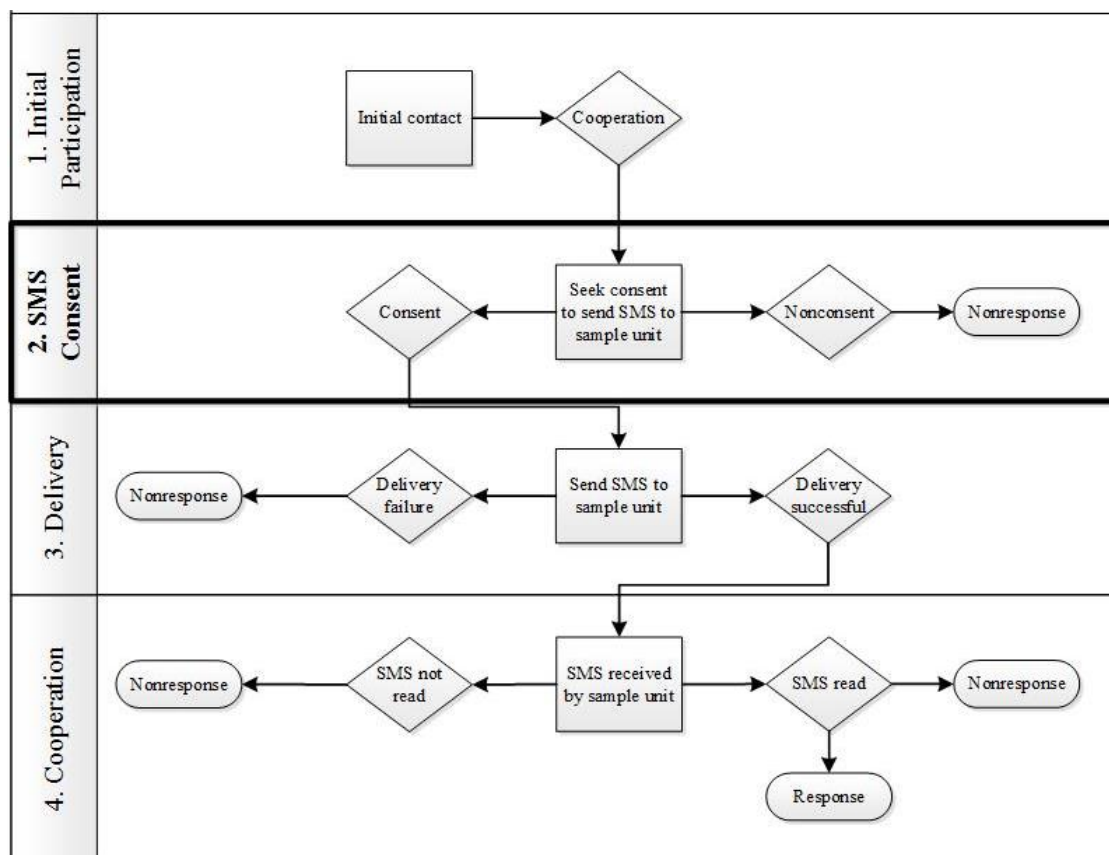 1. Initial
Participation
Initial contact
Cooperation
2. SMS
Consent
Consent
Seek consent
to send SMS to
sample unit
Nonconsent
Nonresponse
3. Delivery
Nonresponse
Delivery
failure
Send SMS to
sample unit
Delivery
successful
4. Cooperation
Nonresponse
SMS not
read
SMS received
by sample unit
SMS read
Nonresponse
Response